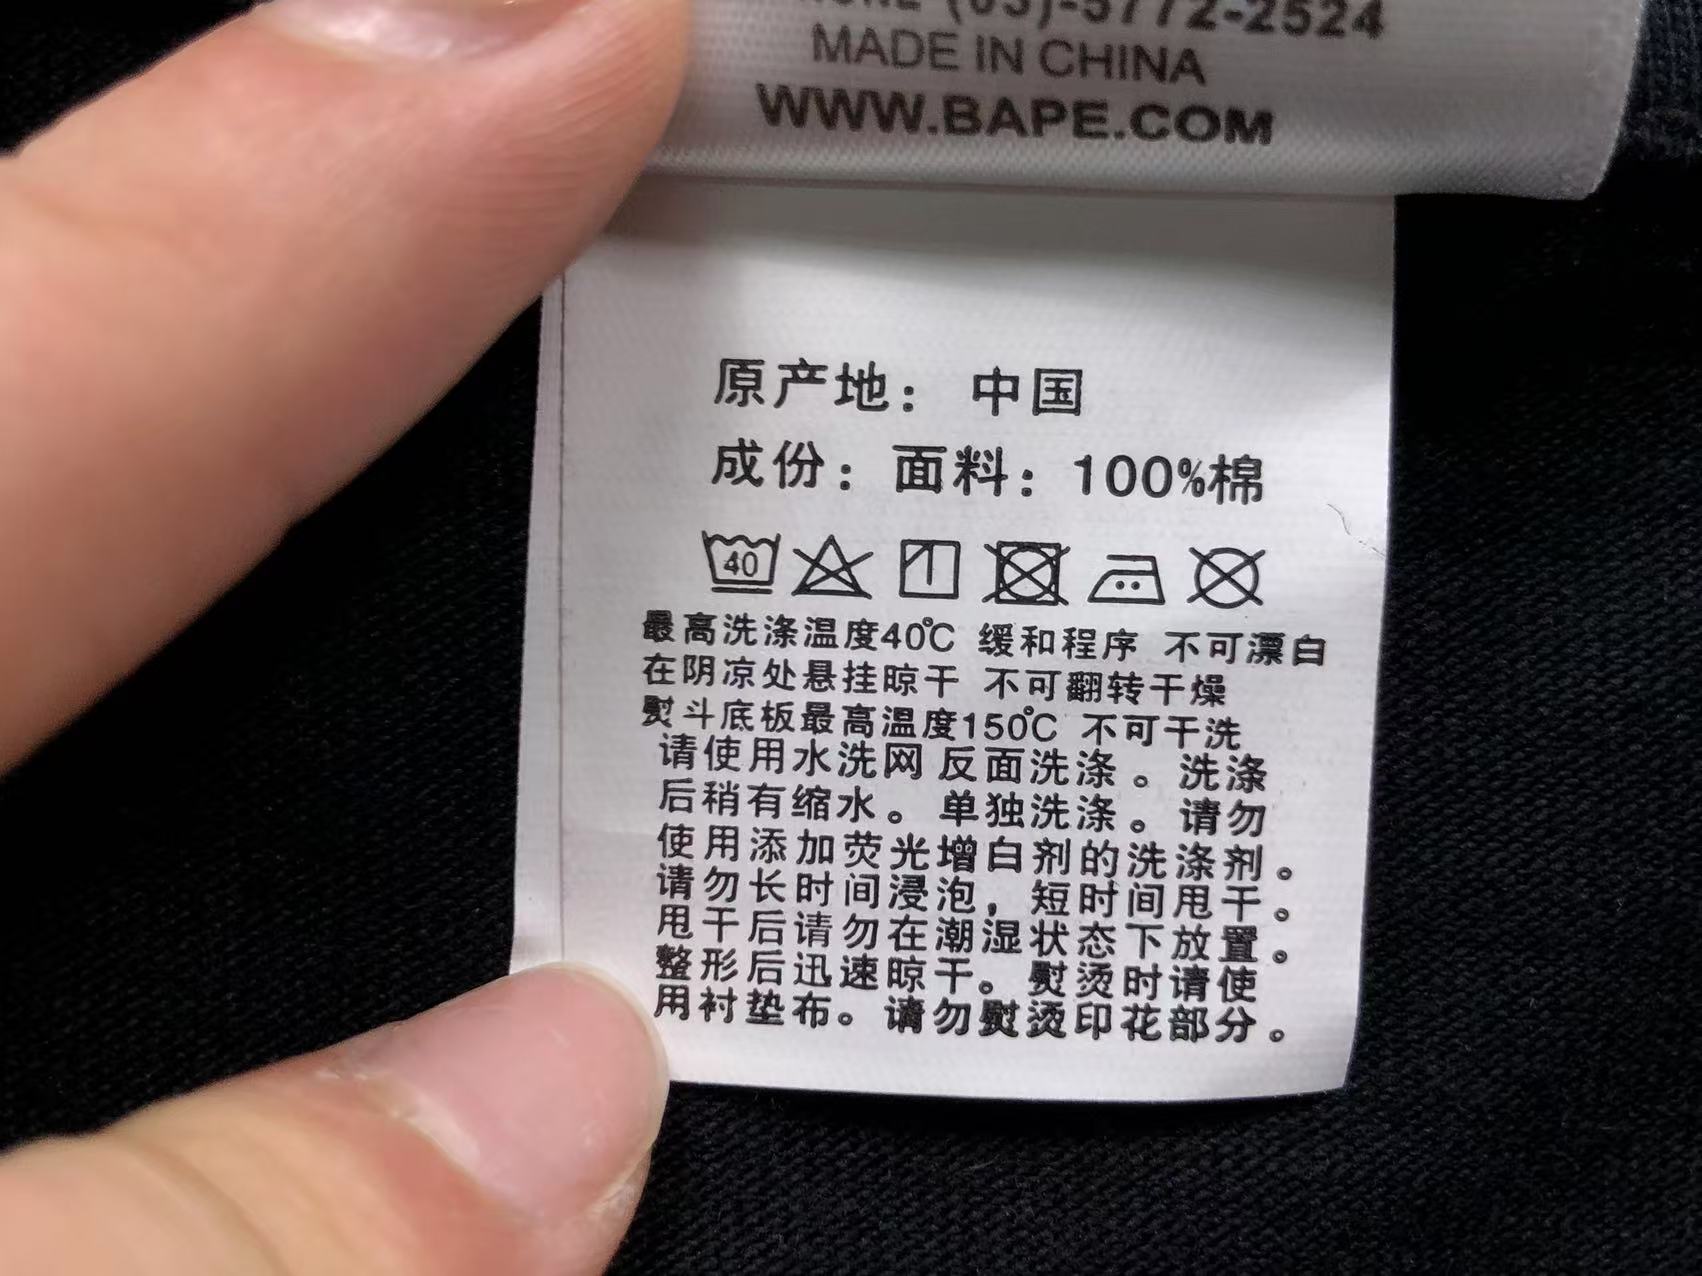 (03)-5772-2524
MADE IN CHINA
WWW.BAPE.COM
原产地：中国
成份：面料：100%棉
40
最高洗涤温度40℃ 缓和程序 不可漂白
在阴凉处悬挂晾干 不可翻转干燥
熨斗底板最高温度150℃ 不可干洗
请使用水洗网反面洗涤。洗涤
后稍有缩水。单独洗涤。请勿
使用添加荧光增白剂的洗涤剂。
请勿长时间浸泡，短时间甩干。
甩干后请勿在潮湿状态下放置。
整形后迅速晾干。熨烫时请使
用衬垫布。请勿熨烫印花部分。